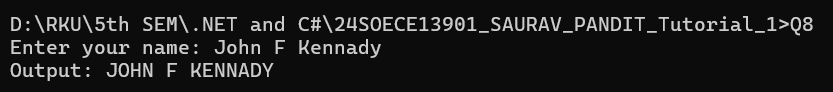 D:\RKU\5th SEM\.NET and C#\24SOECE13901_SAURAV_PANDIT_Tutorial_1>Q8
Enter your name: John F Kennady
Output: JOHN F KENNADY